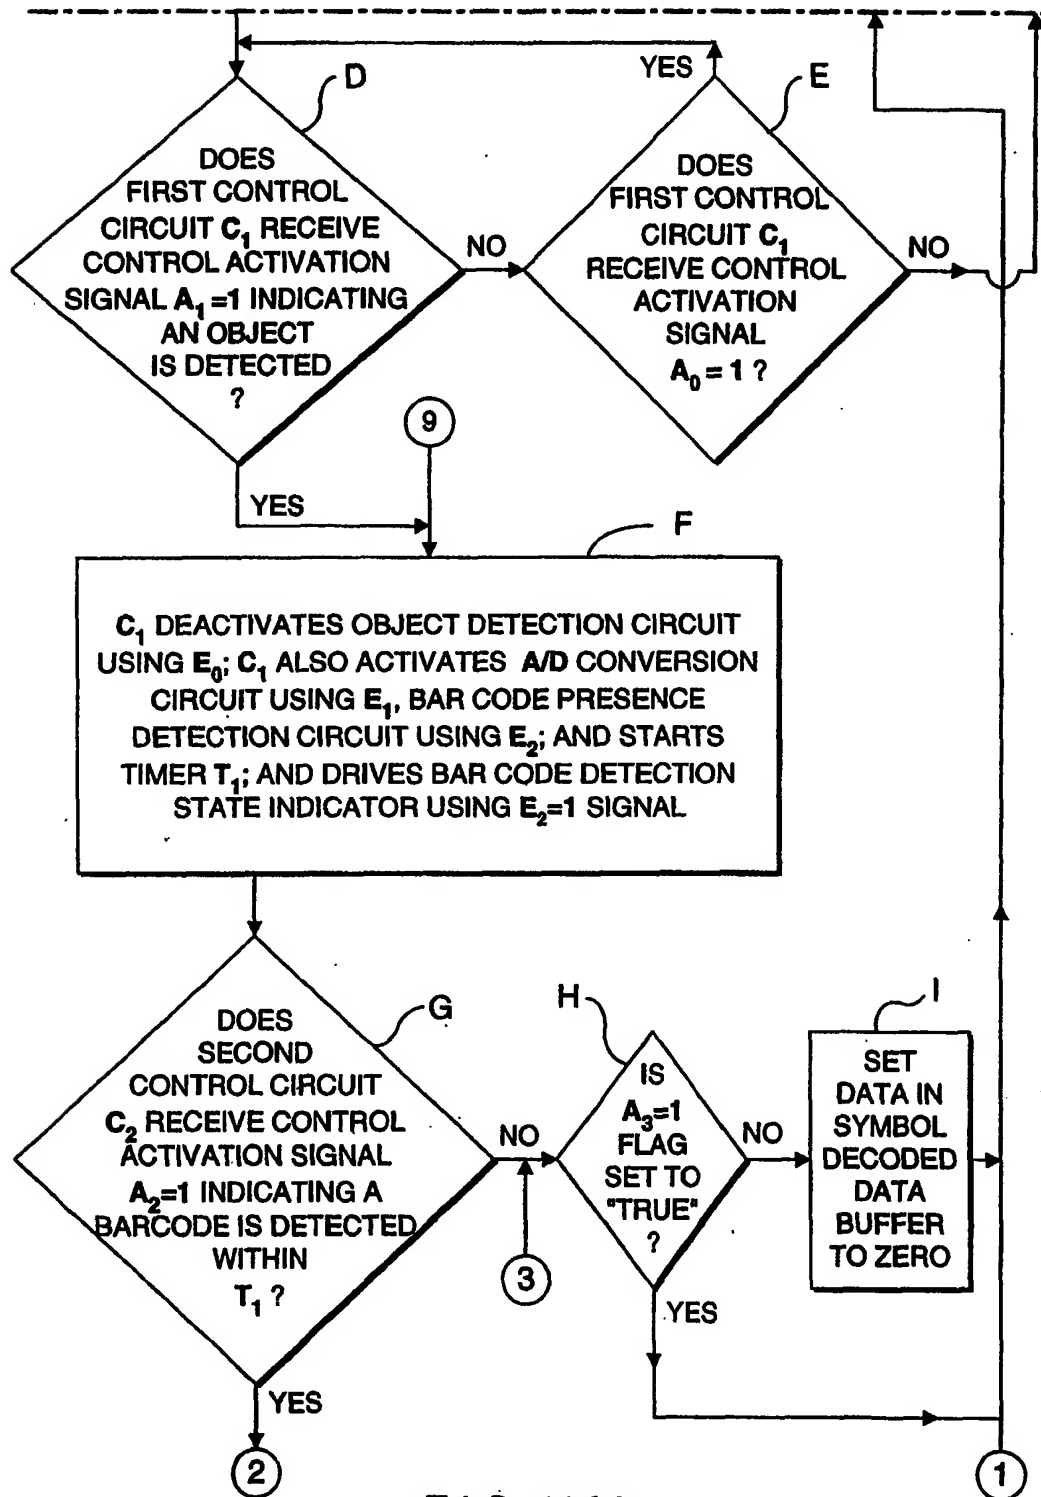 YES
D
E
DOES
FIRST CONTROL
CIRCUIT C1 RECEIVE
CONTROL ACTIVATION
SIGNAL A1 =1 INDICATING
AN OBJECT
IS DETECTED
?
NO
DOES
FIRST CONTROL
CIRCUIT C1
RECEIVE CONTROL
ACTIVATION
SIGNAL
A0 = 1 ?
NO
9
YES
F
C1 DEACTIVATES OBJECT DETECTION CIRCUIT
USING E0; C1 ALSO ACTIVATES A/D CONVERSION
CIRCUIT USING E1, BAR CODE PRESENCE
DETECTION CIRCUIT USING E2; AND STARTS
TIMER T1; AND DRIVES BAR CODE DETECTION
STATE INDICATOR USING E2=1 SIGNAL
G
H
I
DOES
SECOND
CONTROL CIRCUIT
C2 RECEIVE CONTROL
ACTIVATION SIGNAL
A2=1 INDICATING A
BARCODE IS DETECTED
WITHIN
T1 ?
NO
3
IS
A3=1
FLAG
SET TO
"TRUE"
?
NO
SET
DATA IN
SYMBOL
DECODED
DATA
BUFFER
TO ZERO
YES
YES
2
1